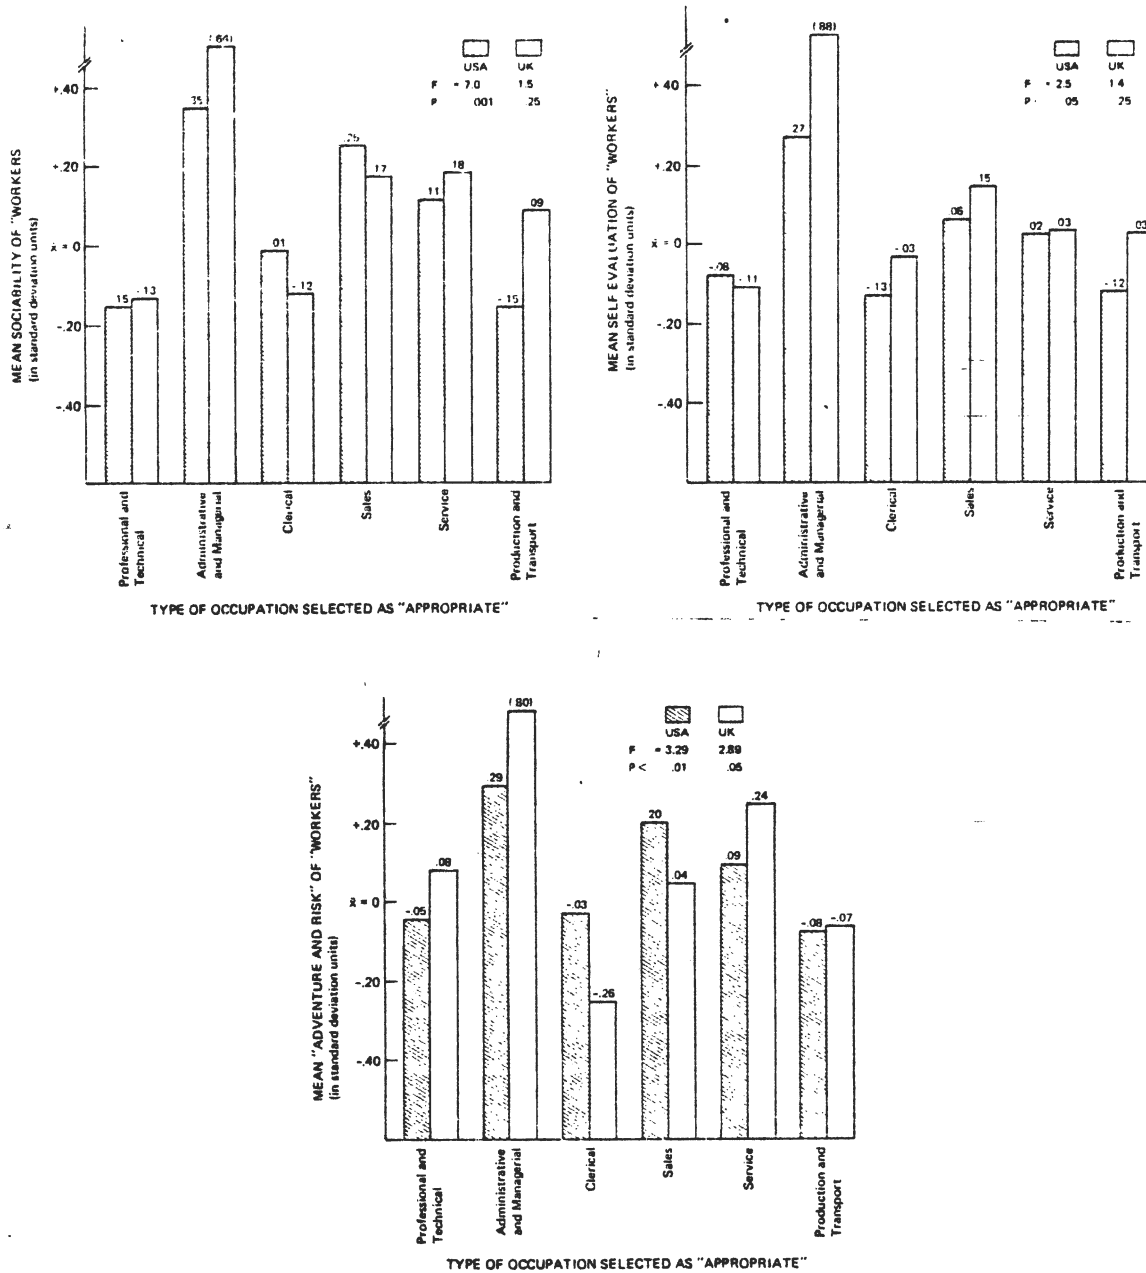 MEAN SOCIABILITY OF "WORKERS
(in standard deviation units)
+.40
+.20
x̄ = 0
-.20
-.40
USA UK
F = 7.0 1.5
P 001 .25
15
-.13
.35
(.64)
01
-.12
.25
.17
.11
.18
-.15
09
Professional and
Technical
Administrative
and Managerial
Clerical
Sales
Service
Production and
Transport
TYPE OF OCCUPATION SELECTED AS "APPROPRIATE"
MEAN SELF EVALUATION OF "WORKERS"
(in standard deviation units)
+.40
+.20
x̄ = 0
-.20
-.40
USA UK
F = 2.5 1.4
P 05 25
-.08
-.11
.27
(.88)
-.13
-.03
.06
.15
02
.03
-.12
03
Professional and
Technical
Administrative
and Managerial
Clerical
Sales
Service
Production and
Transport
TYPE OF OCCUPATION SELECTED AS "APPROPRIATE"
MEAN "ADVENTURE AND RISK" OF "WORKERS"
(in standard deviation units)
+.40
+.20
x̄ = 0
-.20
-.40
USA UK
F = 3.29 2.89
P < .01 .05
-.05
.08
.29
(.80)
-.03
-.26
.20
.04
.09
.24
-.08
-.07
Professional and
Technical
Administrative
and Managerial
Clerical
Sales
Service
Production and
Transport
TYPE OF OCCUPATION SELECTED AS "APPROPRIATE"